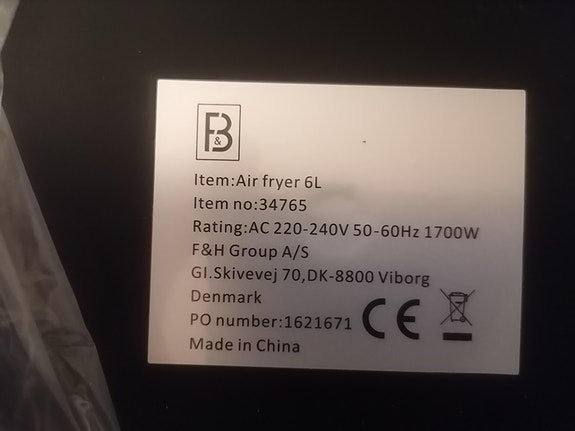 F&B
Item:Air fryer 6L
Item no:34765
Rating:AC 220-240V 50-60Hz 1700W
F&H Group A/S
Gl.Skivevej 70,DK-8800 Viborg
Denmark
PO number:1621671
Made in China
CE